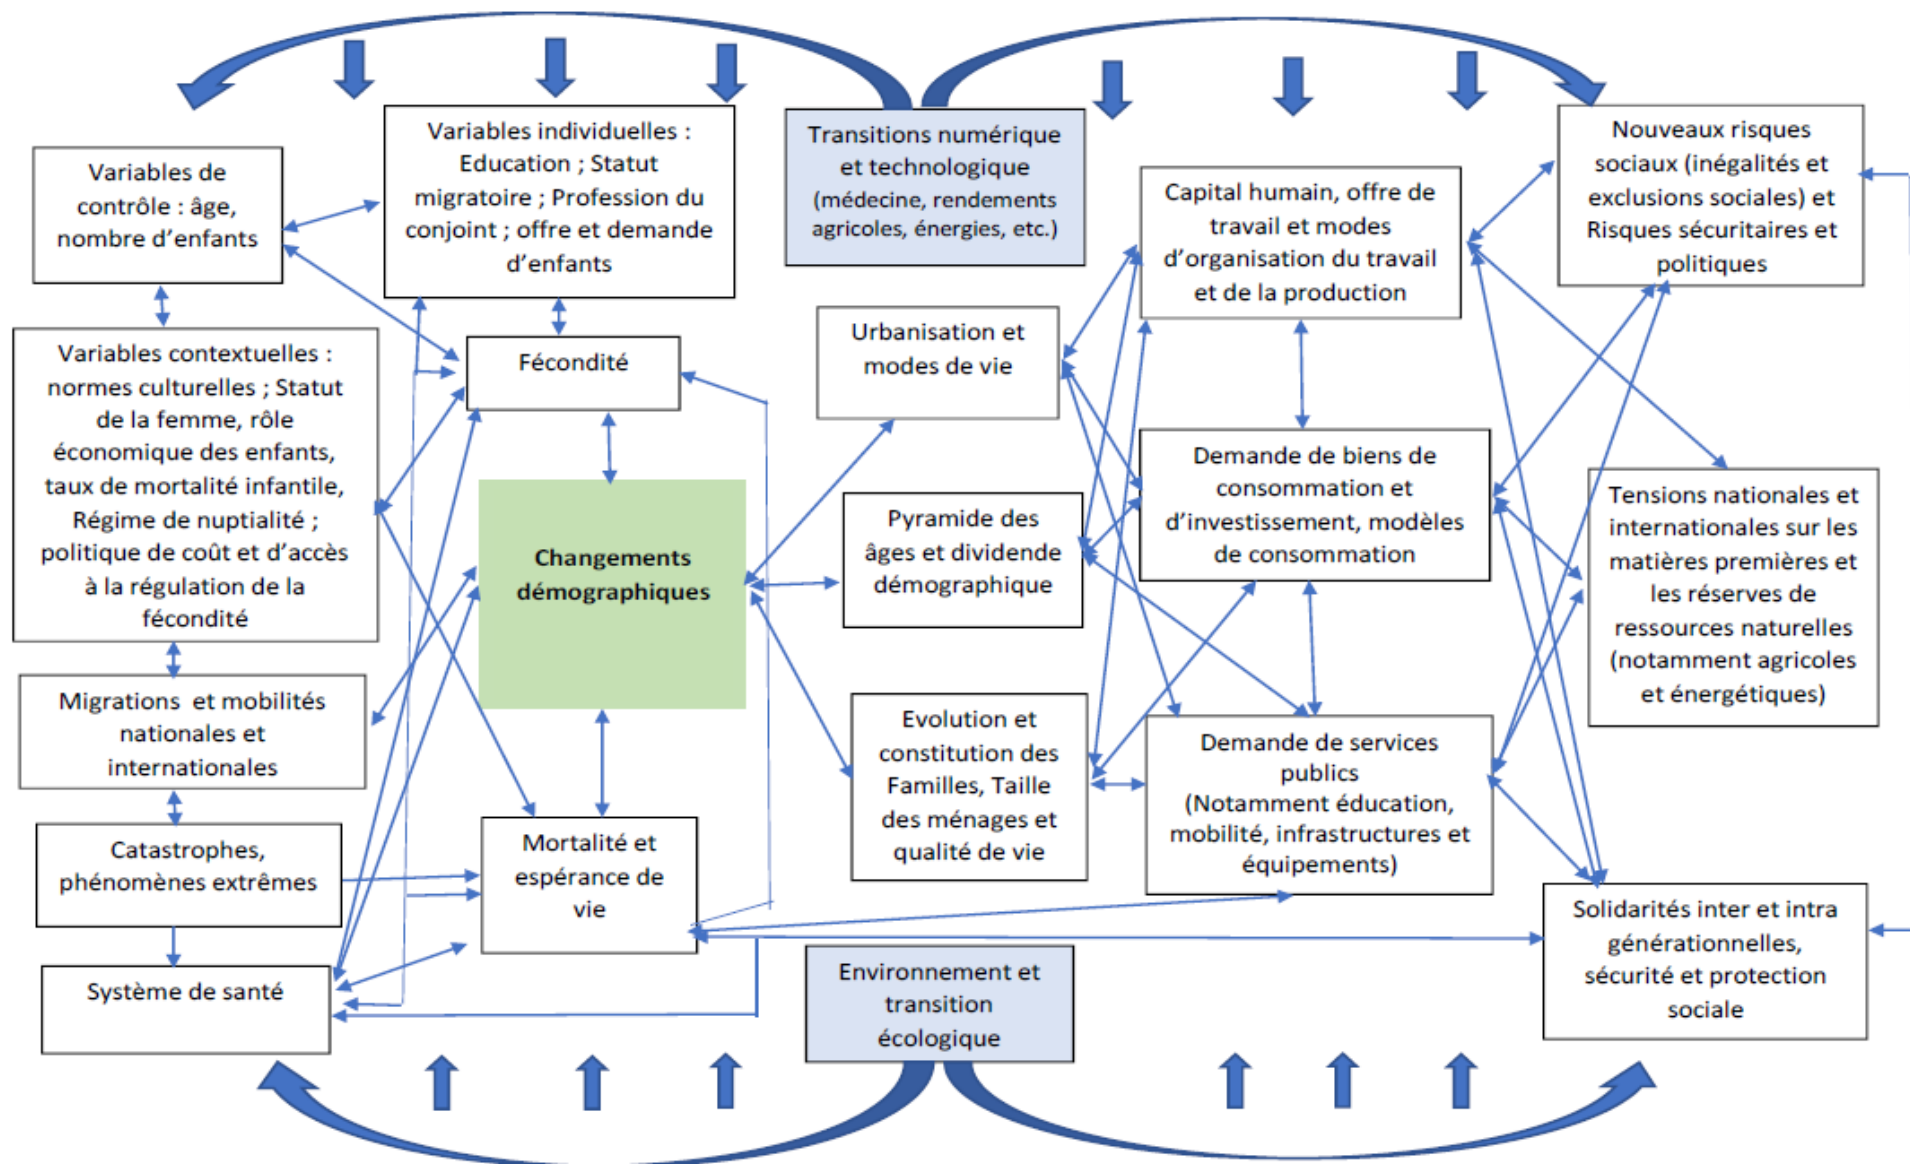 Variables de
contrôle : âge,
nombre d'enfants
Variables individuelles :
Education ; Statut
migratoire ; Profession du
conjoint ; offre et demande
d'enfants
Transitions numérique
et technologique
(médecine, rendements
agricoles, énergies, etc.)
Capital humain, offre de
travail et modes
d'organisation du travail
et de la production
Nouveaux risques
sociaux (inégalités et
exclusions sociales) et
Risques sécuritaires et
politiques
Variables contextuelles :
normes culturelles ; Statut
de la femme, rôle
économique des enfants,
taux de mortalité infantile,
Régime de nuptialité ;
politique de coût et d'accès
à la régulation de la
fécondité
Fécondité
Urbanisation et
modes de vie
Changements
démographiques
Pyramide des
âges et dividende
démographique
Demande de biens de
consommation et
d'investissement, modèles
de consommation
Tensions nationales et
internationales sur les
matières premières et
les réserves de
ressources naturelles
(notamment agricoles
et énergétiques)
Migrations et mobilités
nationales et
internationales
Evolution et
constitution des
Familles, Taille
des ménages et
qualité de vie
Demande de services
publics
(Notamment éducation,
mobilité, infrastructures et
équipements)
Catastrophes,
phénomènes extrêmes
Mortalité et
espérance de
vie
Solidarités inter et intra
générationnelles,
sécurité et protection
sociale
Système de santé
Environnement et
transition
écologique